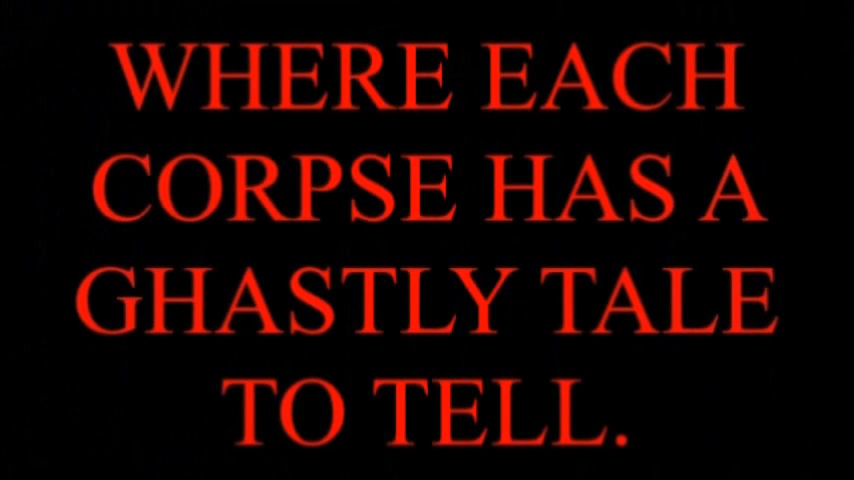 WHERE EACH
CORPSE HAS A
GHASTLY TALE
TO TELL.